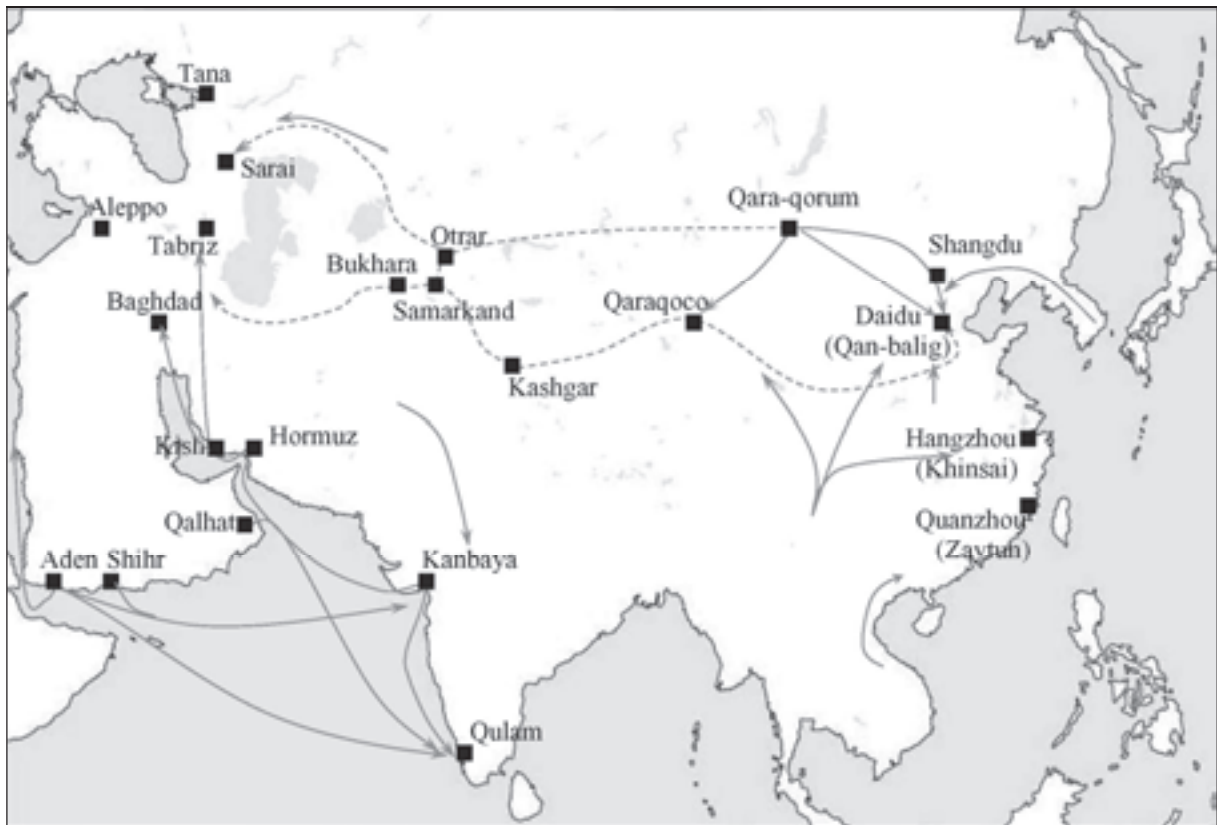 Tana
Sarai
Aleppo
Tabriz
Otrar
Qara-qorum
Shangdu
Bukhara
Samarkand
Baghdad
Qaraqoco
Daidu
(Qan-balig)
Kashgar
Kish
Hormuz
Hangzhou
(Khinsai)
Qalhat
Quanzhou
(Zaytun)
Aden
Shihr
Kanbaya
Qulam